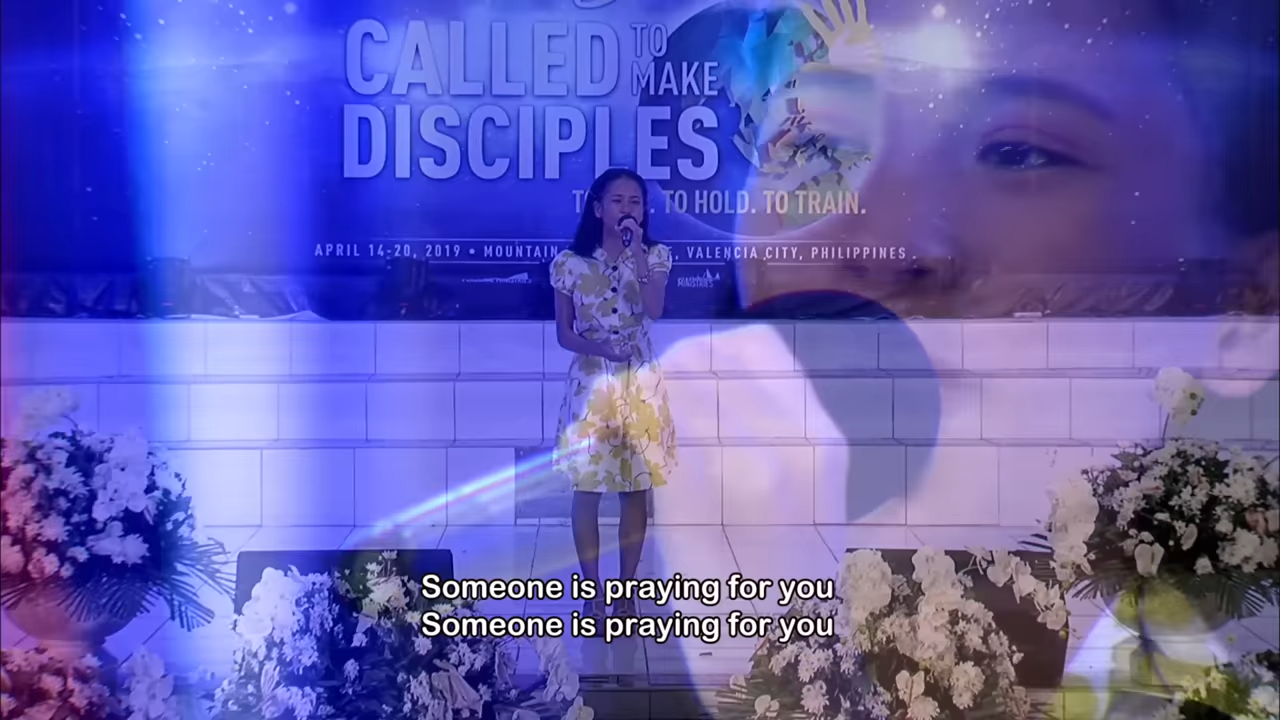 CALLED TO MAKE
DISCIPLES
TO HOLD. TO TRAIN.
APRIL 14-20, 2019 • MOUNTAIN VALENCIA CITY, PHILIPPINES
MINISTRIES
Someone is praying for you
Someone is praying for you